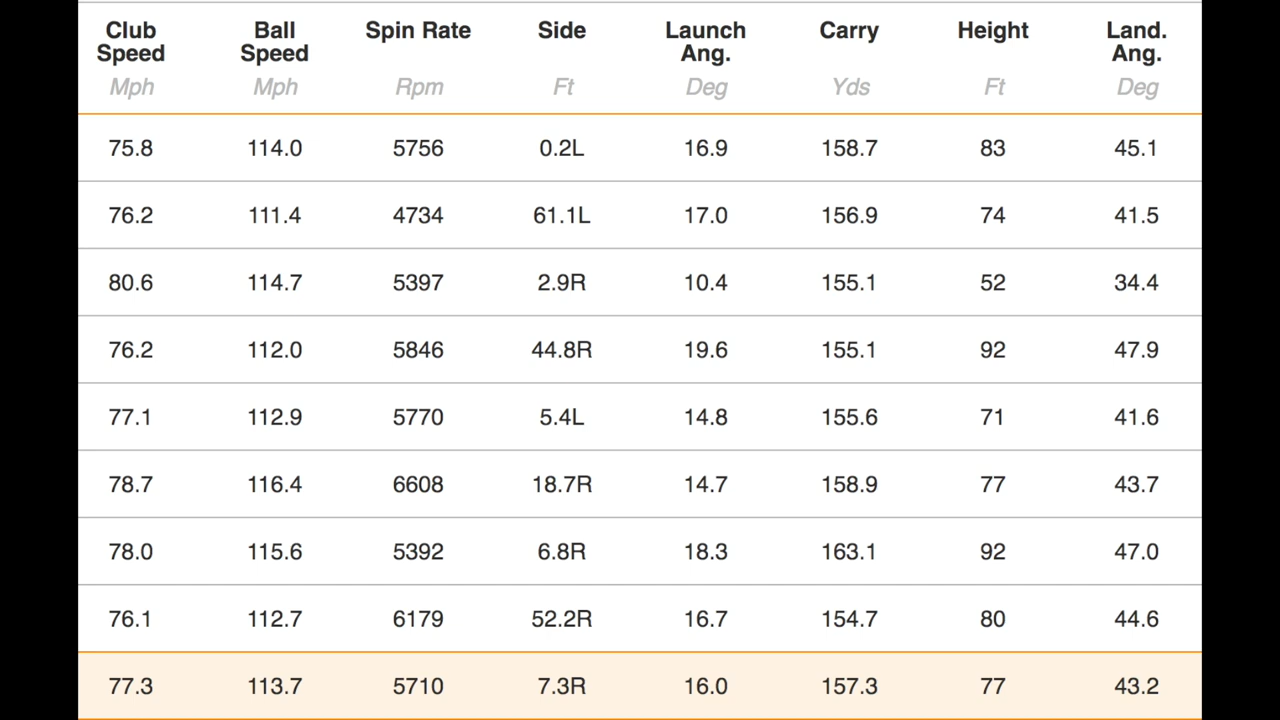 Club Speed Ball Speed Spin Rate Side Launch Ang. Carry Height Land. Ang.
Mph Mph Rpm Ft Deg Yds Ft Deg
75.8 114.0 5756 0.2L 16.9 158.7 83 45.1
76.2 111.4 4734 61.1L 17.0 156.9 74 41.5
80.6 114.7 5397 2.9R 10.4 155.1 52 34.4
76.2 112.0 5846 44.8R 19.6 155.1 92 47.9
77.1 112.9 5770 5.4L 14.8 155.6 71 41.6
78.7 116.4 6608 18.7R 14.7 158.9 77 43.7
78.0 115.6 5392 6.8R 18.3 163.1 92 47.0
76.1 112.7 6179 52.2R 16.7 154.7 80 44.6
77.3 113.7 5710 7.3R 16.0 157.3 77 43.2